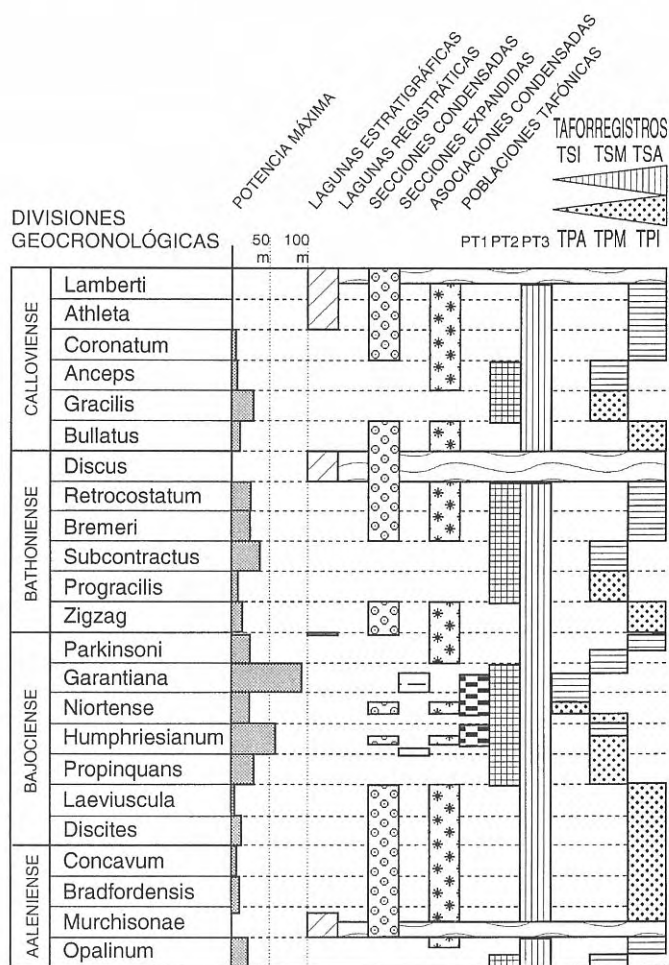 POTENCIA MÁXIMA
LAGUNAS ESTRATIGRÁFICAS
LAGUNAS REGISTRÁTICAS
SECCIONES CONDENSADAS
SECCIONES EXPANDIDAS
ASOCIACIONES CONDENSADAS
POBLACIONES TAFÓNICAS
TAFORREGISTROS
TSI TSM TSA
DIVISIONES
GEOCRONOLÓGICAS
50 m
100 m
PT1 PT2 PT3
TPA TPM TPI
CALLOVIENSE
Lamberti
Athleta
Coronatum
Anceps
Gracilis
Bullatus
BATHONIENSE
Discus
Retrocostatum
Bremeri
Subcontractus
Progracilis
Zigzag
BAJOCIENSE
Parkinsoni
Garantiana
Niortense
Humphriesianum
Propinquans
Laeviuscula
Discites
AALENIENSE
Concavum
Bradfordensis
Murchisonae
Opalinum